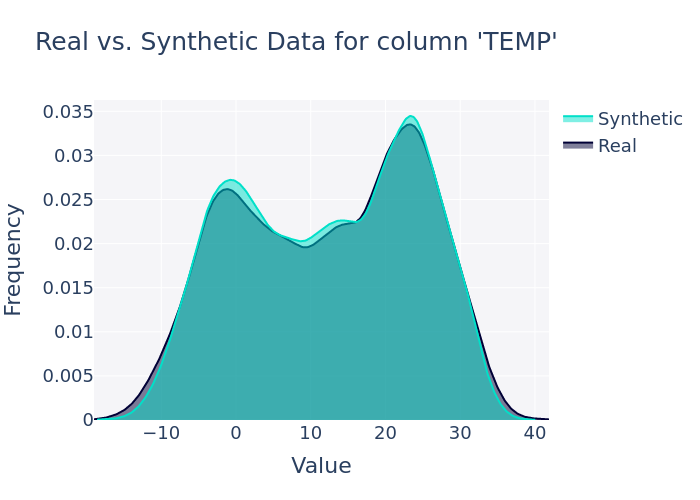 Real vs. Synthetic Data for column 'TEMP'
Synthetic
Real
0.035
0.03
0.025
0.02
0.015
0.01
0.005
0
−10
0
10
20
30
40
Frequency
Value